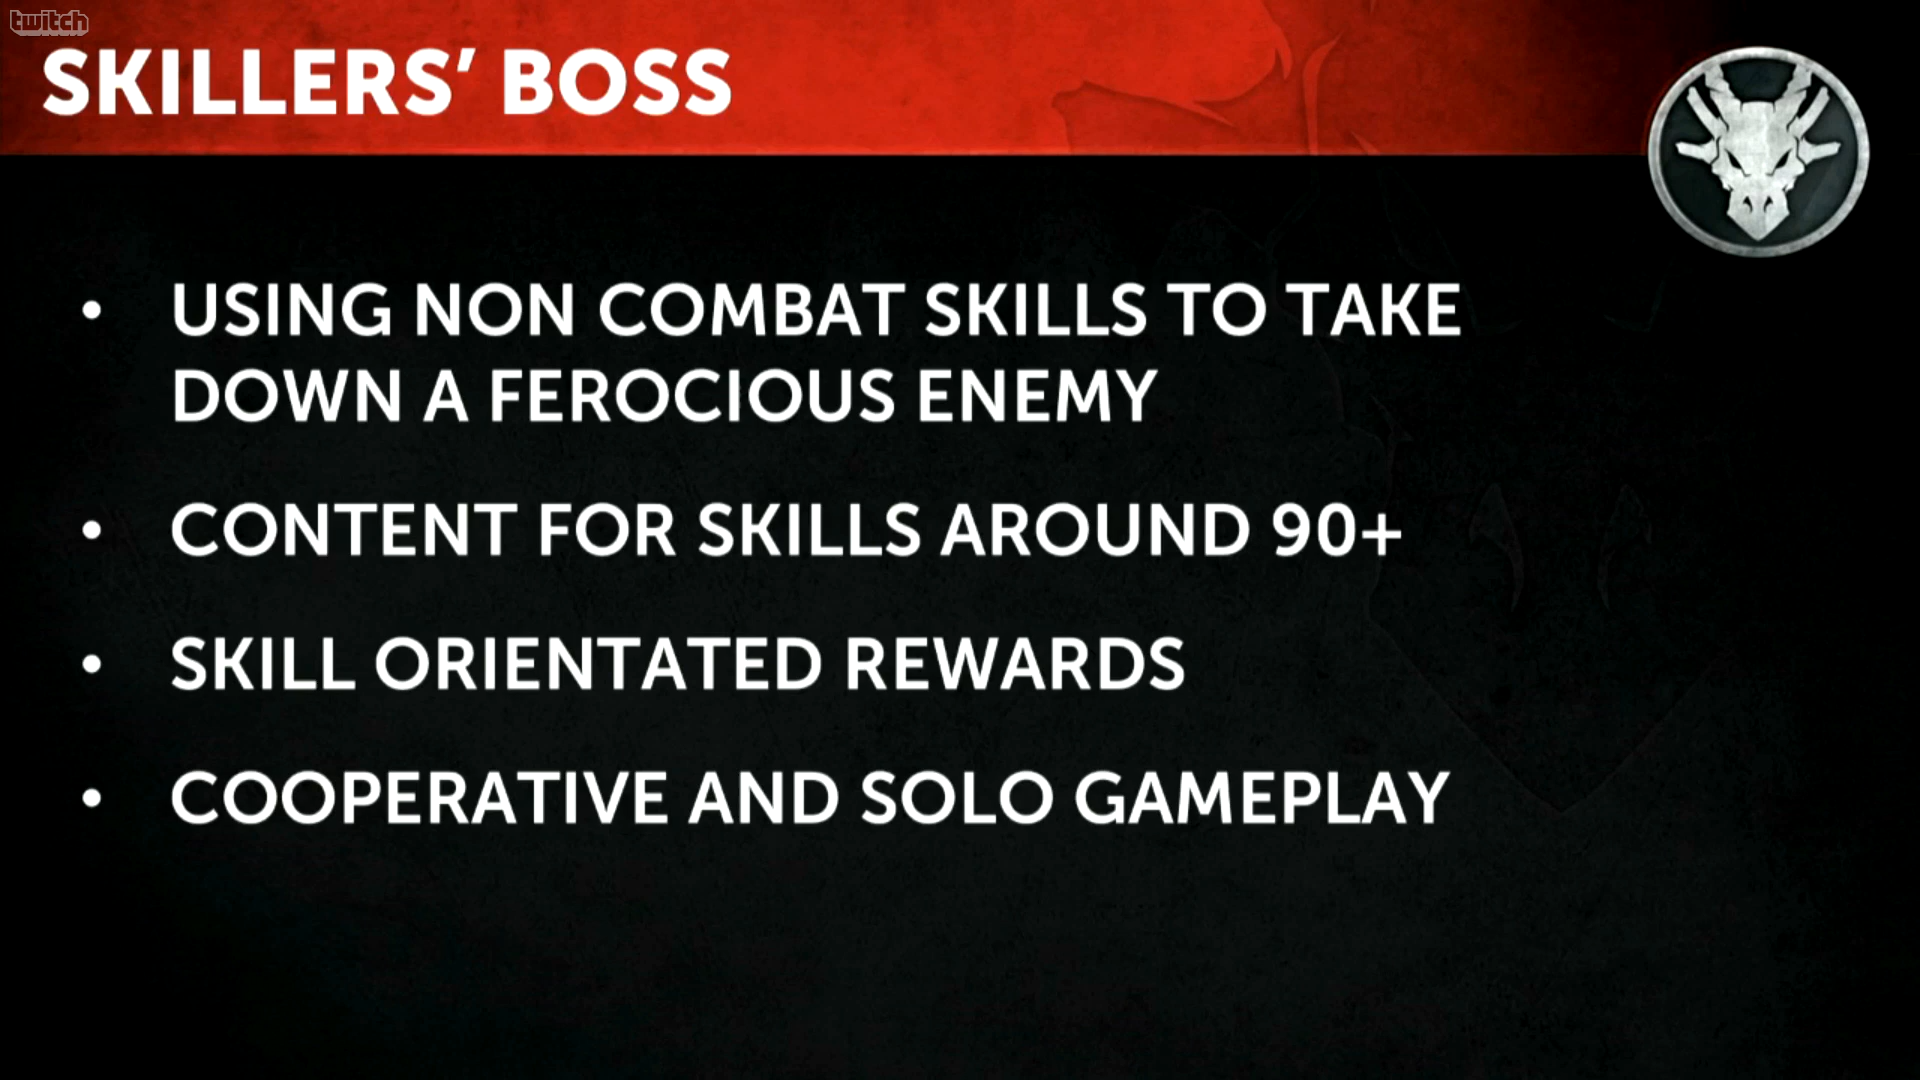 twitch
SKILLERS’ BOSS
• USING NON COMBAT SKILLS TO TAKE
DOWN A FEROCIOUS ENEMY
• CONTENT FOR SKILLS AROUND 90+
• SKILL ORIENTATED REWARDS
• COOPERATIVE AND SOLO GAMEPLAY